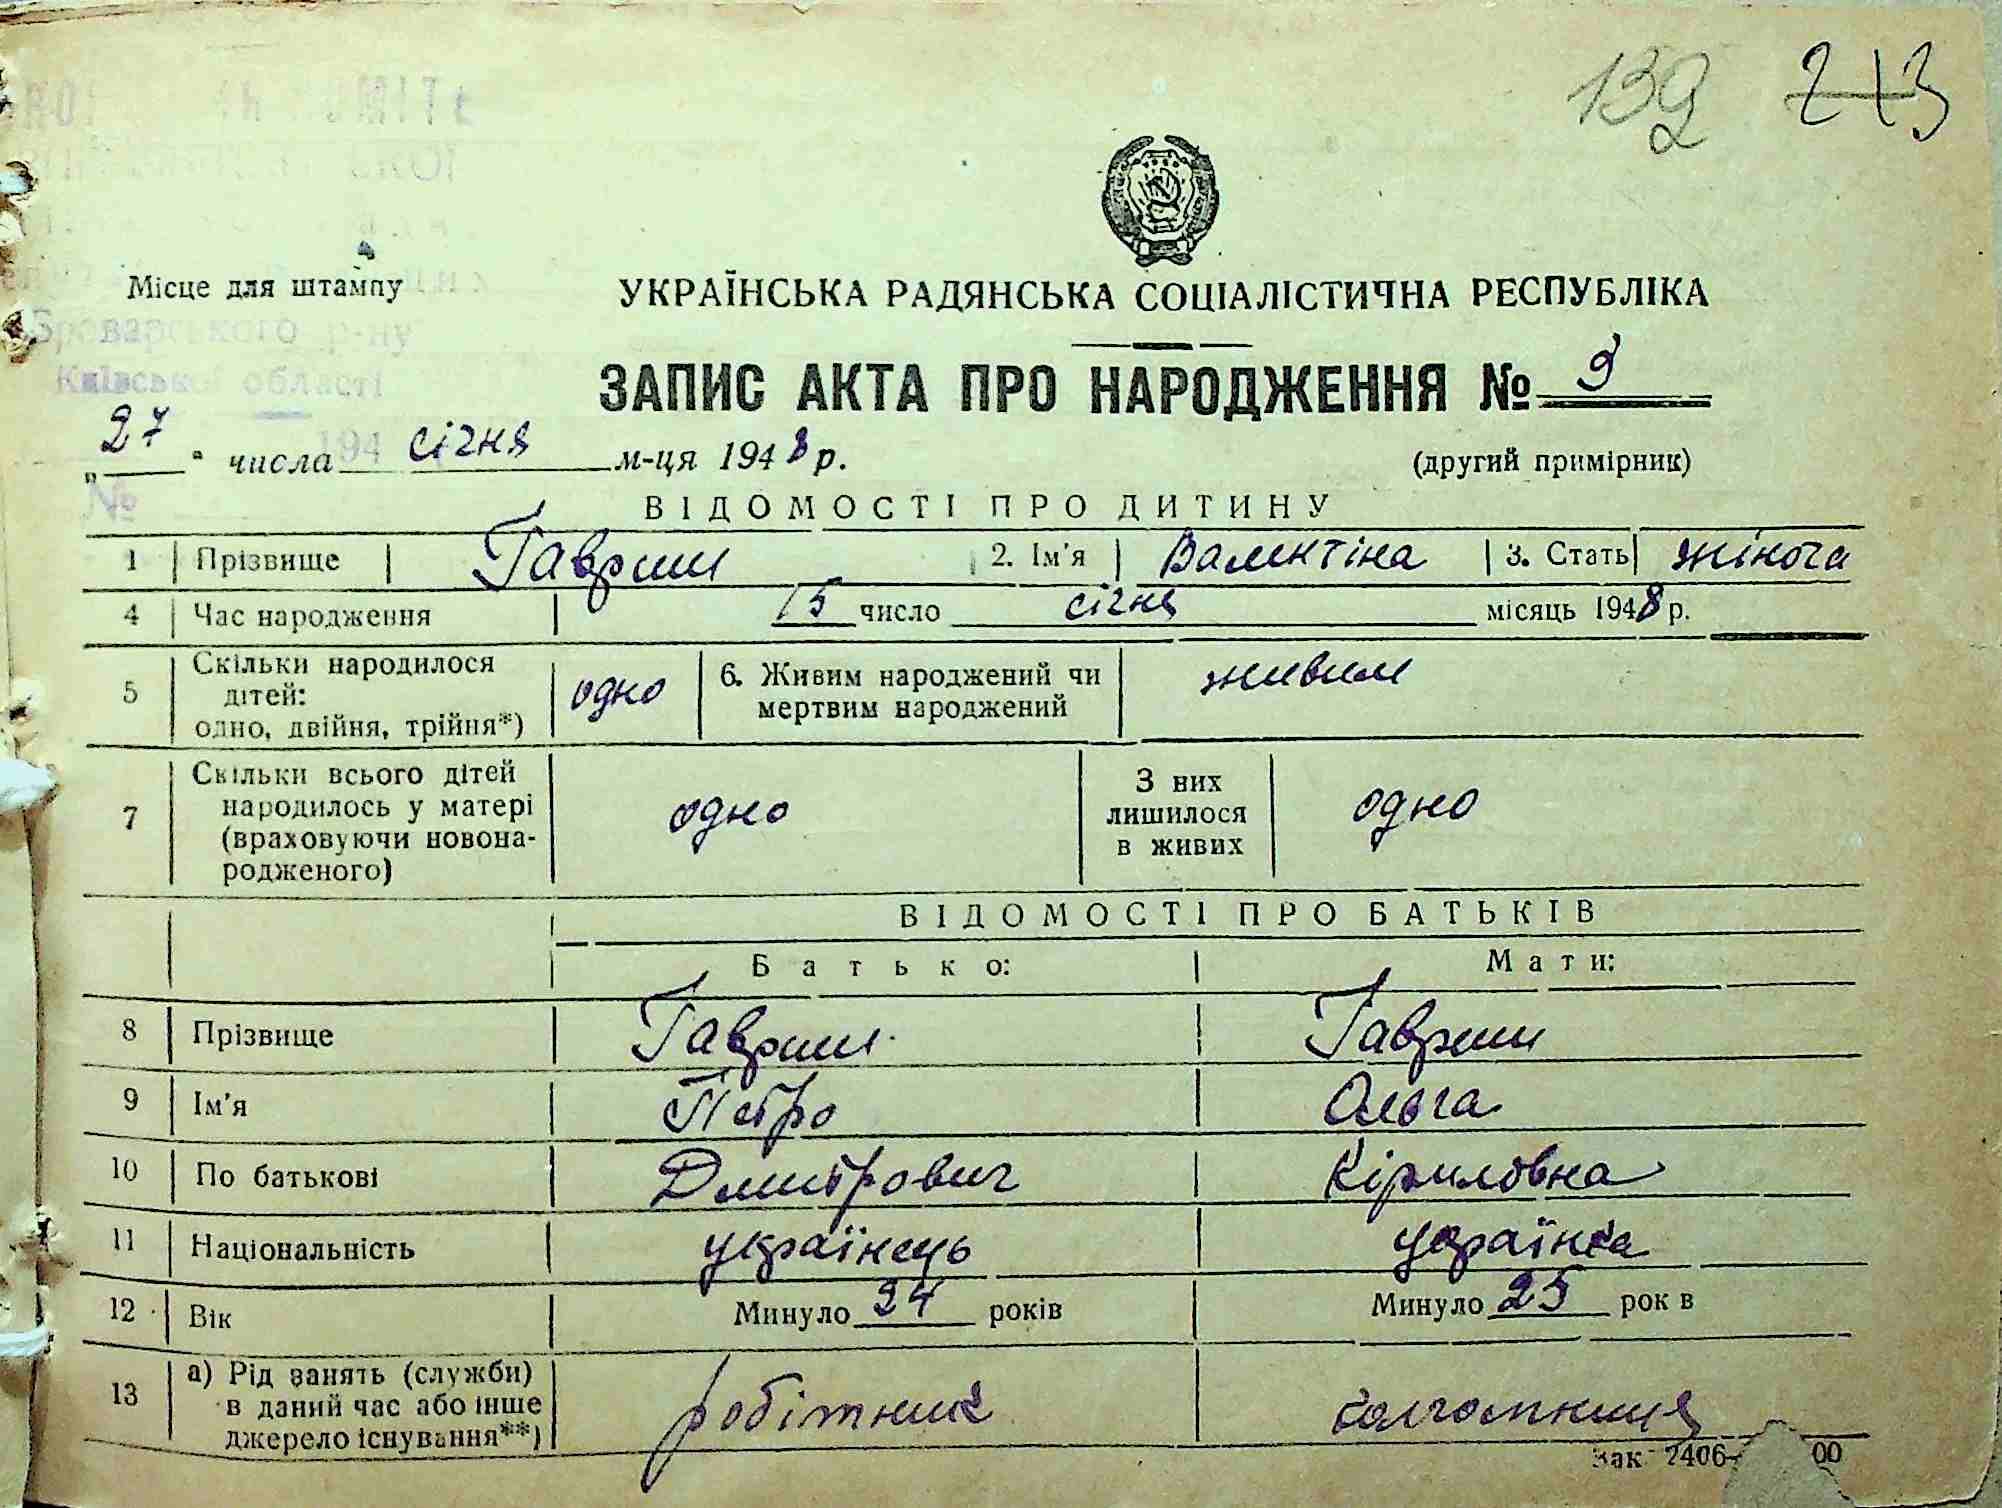 139 213
Місце для штампу
УКРАЇНСЬКА РАДЯНСЬКА СОЦІАЛІСТИЧНА РЕСПУБЛІКА
Броварського р-ну
Київської області
ЗАПИС АКТА ПРО НАРОДЖЕННЯ № 9
„27“ числа 194 січня м-ця 1948 р. (другий примірник)
№
ВІДОМОСТІ ПРО ДИТИНУ
1 Прізвище Гавриш 2. Ім'я Валентіна 3. Стать жіноча
4 Час народження 15 число січня місяць 1948 р.
5 Скільки народилося дітей: одно, двійня, трійня*) одно 6. Живим народжений чи мертвим народжений живим
7 Скільки всього дітей народилось у матері (враховуючи новонародженого) одно З них лишилося в живих одно
ВІДОМОСТІ ПРО БАТЬКІВ
Батько: Мати:
8 Прізвище Гавриш Гавриш
9 Ім'я Петро Ольга
10 По батькові Дмитрович Кіриловна
11 Національність українець українка
12 Вік Минуло 24 років Минуло 25 рок в
13 а) Рід занять (служби) в даний час або інше джерело існування**) робітник колгоспниця
Зак. 2406- 00